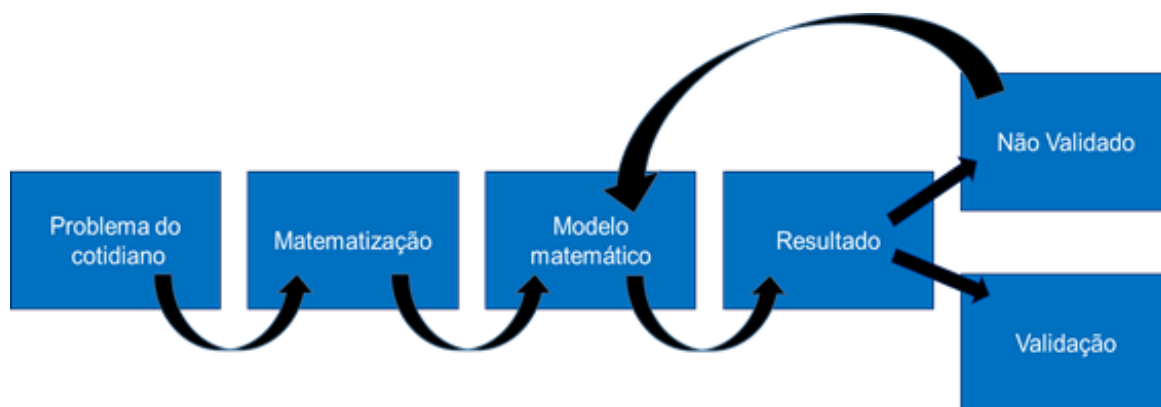 Problema do
cotidiano
Matematização
Modelo
matemático
Resultado
Não Validado
Validação